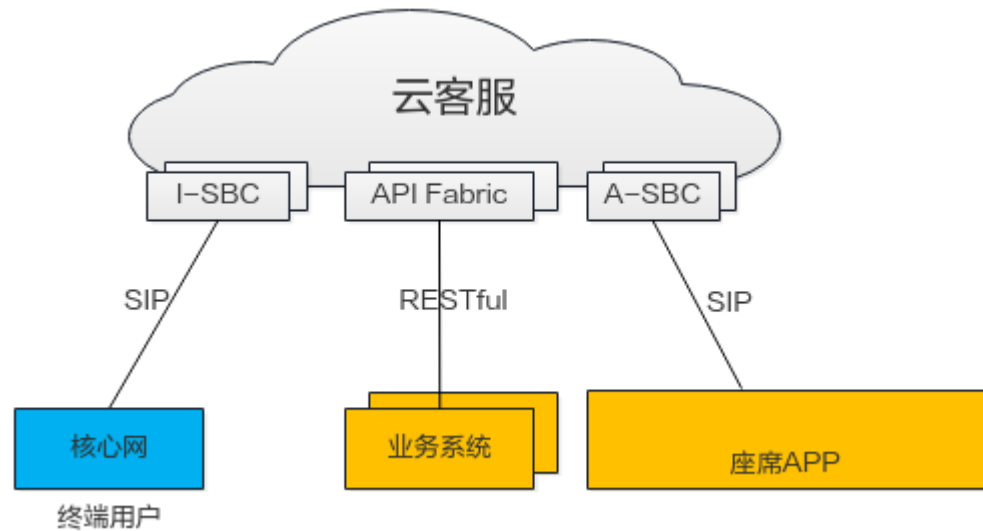 云客服
I-SBC
API Fabric
A-SBC
SIP
RESTful
SIP
核心网
业务系统
座席APP
终端用户